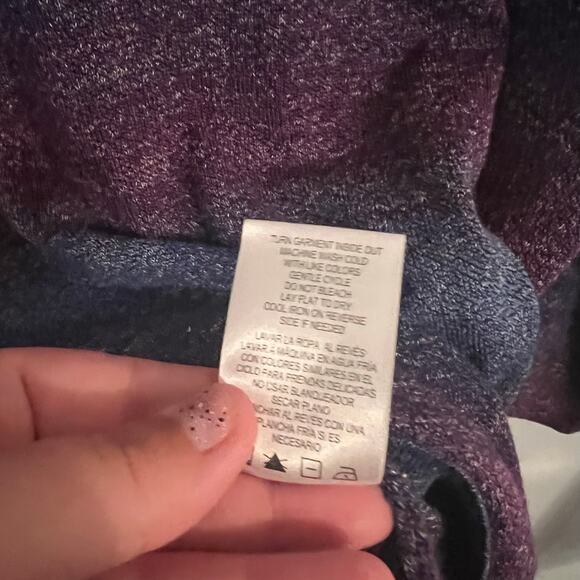 TURN GARMENT INSIDE OUT
MACHINE WASH COLD
WITH LIKE COLORS
GENTLE CYCLE
DO NOT BLEACH
LAY FLAT TO DRY
COOL IRON ON REVERSE
SIDE IF NEEDED
LAVAR LA ROPA AL REVÉS
LAVAR A MÁQUINA EN AGUA FRÍA
CON COLORES SIMILARES EN EL
CICLO PARA PRENDAS DELICADAS
NO USAR BLANQUEADOR
SECAR PLANO
NCHAR AL REVÉS CON UNA
PLANCHA FRÍA SI ES
NECESARIO